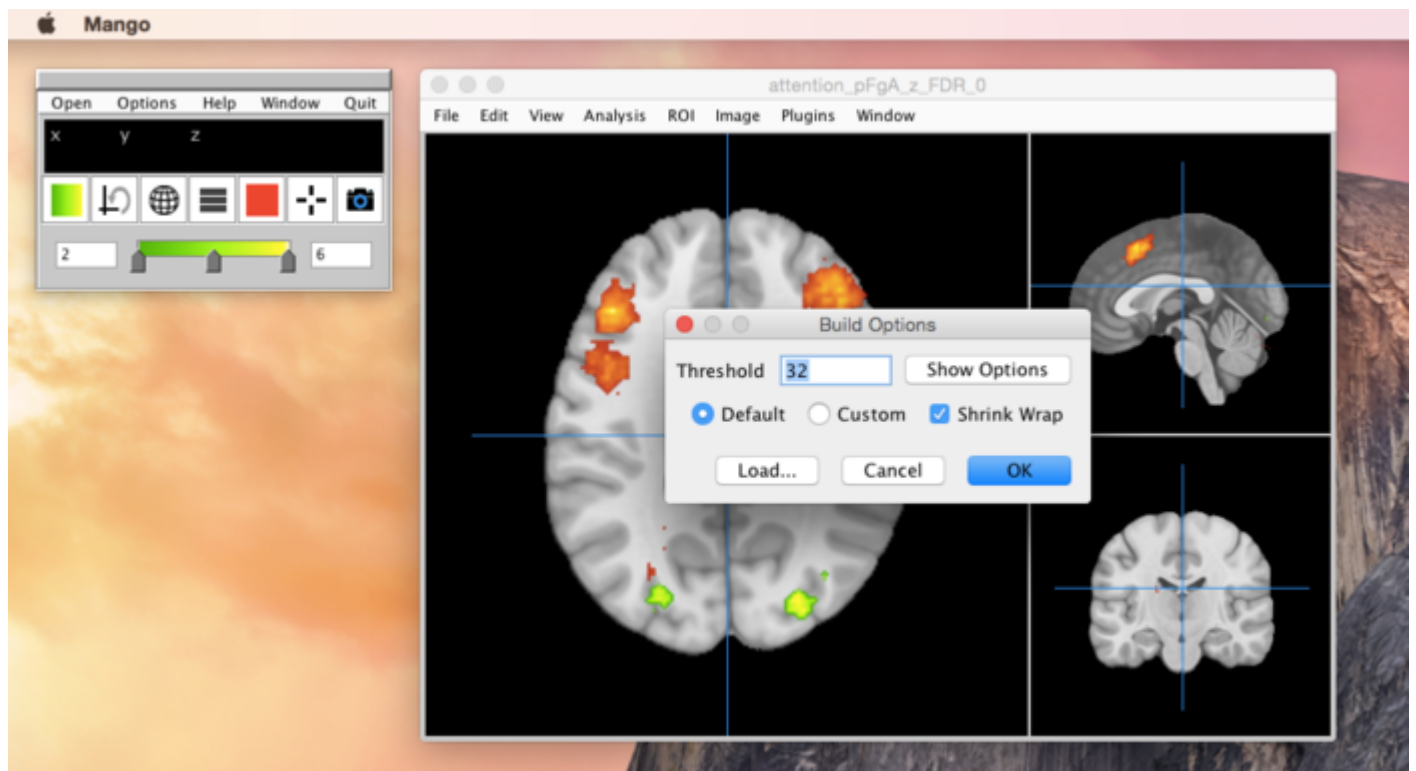 Mango
Open Options Help Window Quit
x y z
2 6
attention_pFgA_z_FDR_0
File Edit View Analysis ROI Image Plugins Window
Build Options
Threshold 32 Show Options
Default Custom Shrink Wrap
Load... Cancel OK